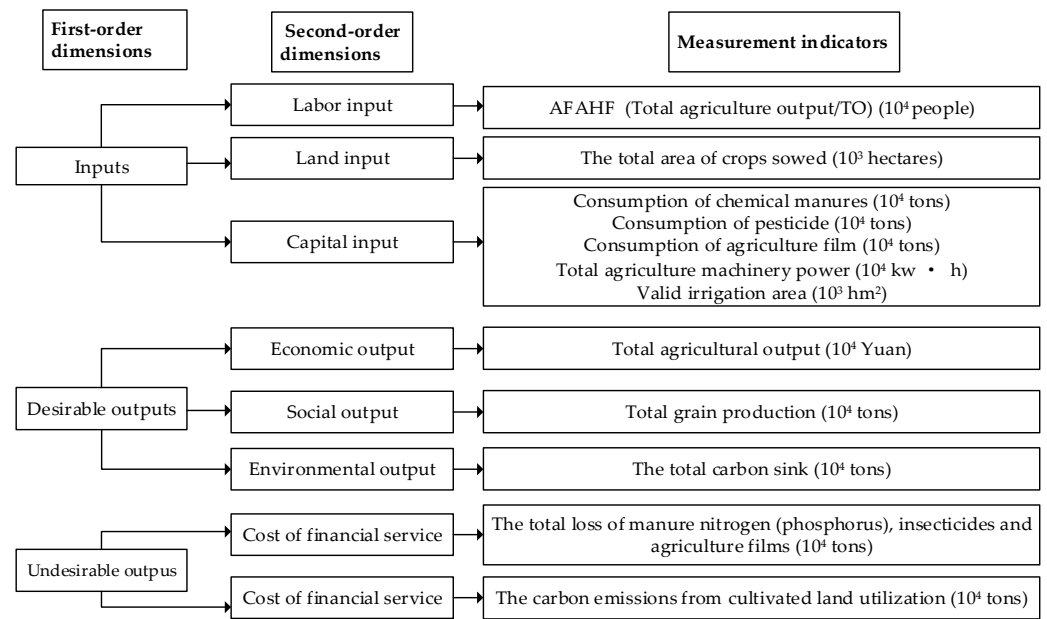 First-order
dimensions
Second-order
dimensions
Measurement indicators
Inputs
Labor input
AFAHF (Total agriculture output/TO) (10⁴ people)
Land input
The total area of crops sowed (10³ hectares)
Capital input
Consumption of chemical manures (10⁴ tons)
Consumption of pesticide (10⁴ tons)
Consumption of agriculture film (10⁴ tons)
Total agriculture machinery power (10⁴ kw • h)
Valid irrigation area (10³ hm²)
Desirable outputs
Economic output
Total agricultural output (10⁴ Yuan)
Social output
Total grain production (10⁴ tons)
Environmental output
The total carbon sink (10⁴ tons)
Undesirable outpus
Cost of financial service
The total loss of manure nitrogen (phosphorus), insecticides and
agriculture films (10⁴ tons)
Cost of financial service
The carbon emissions from cultivated land utilization (10⁴ tons)